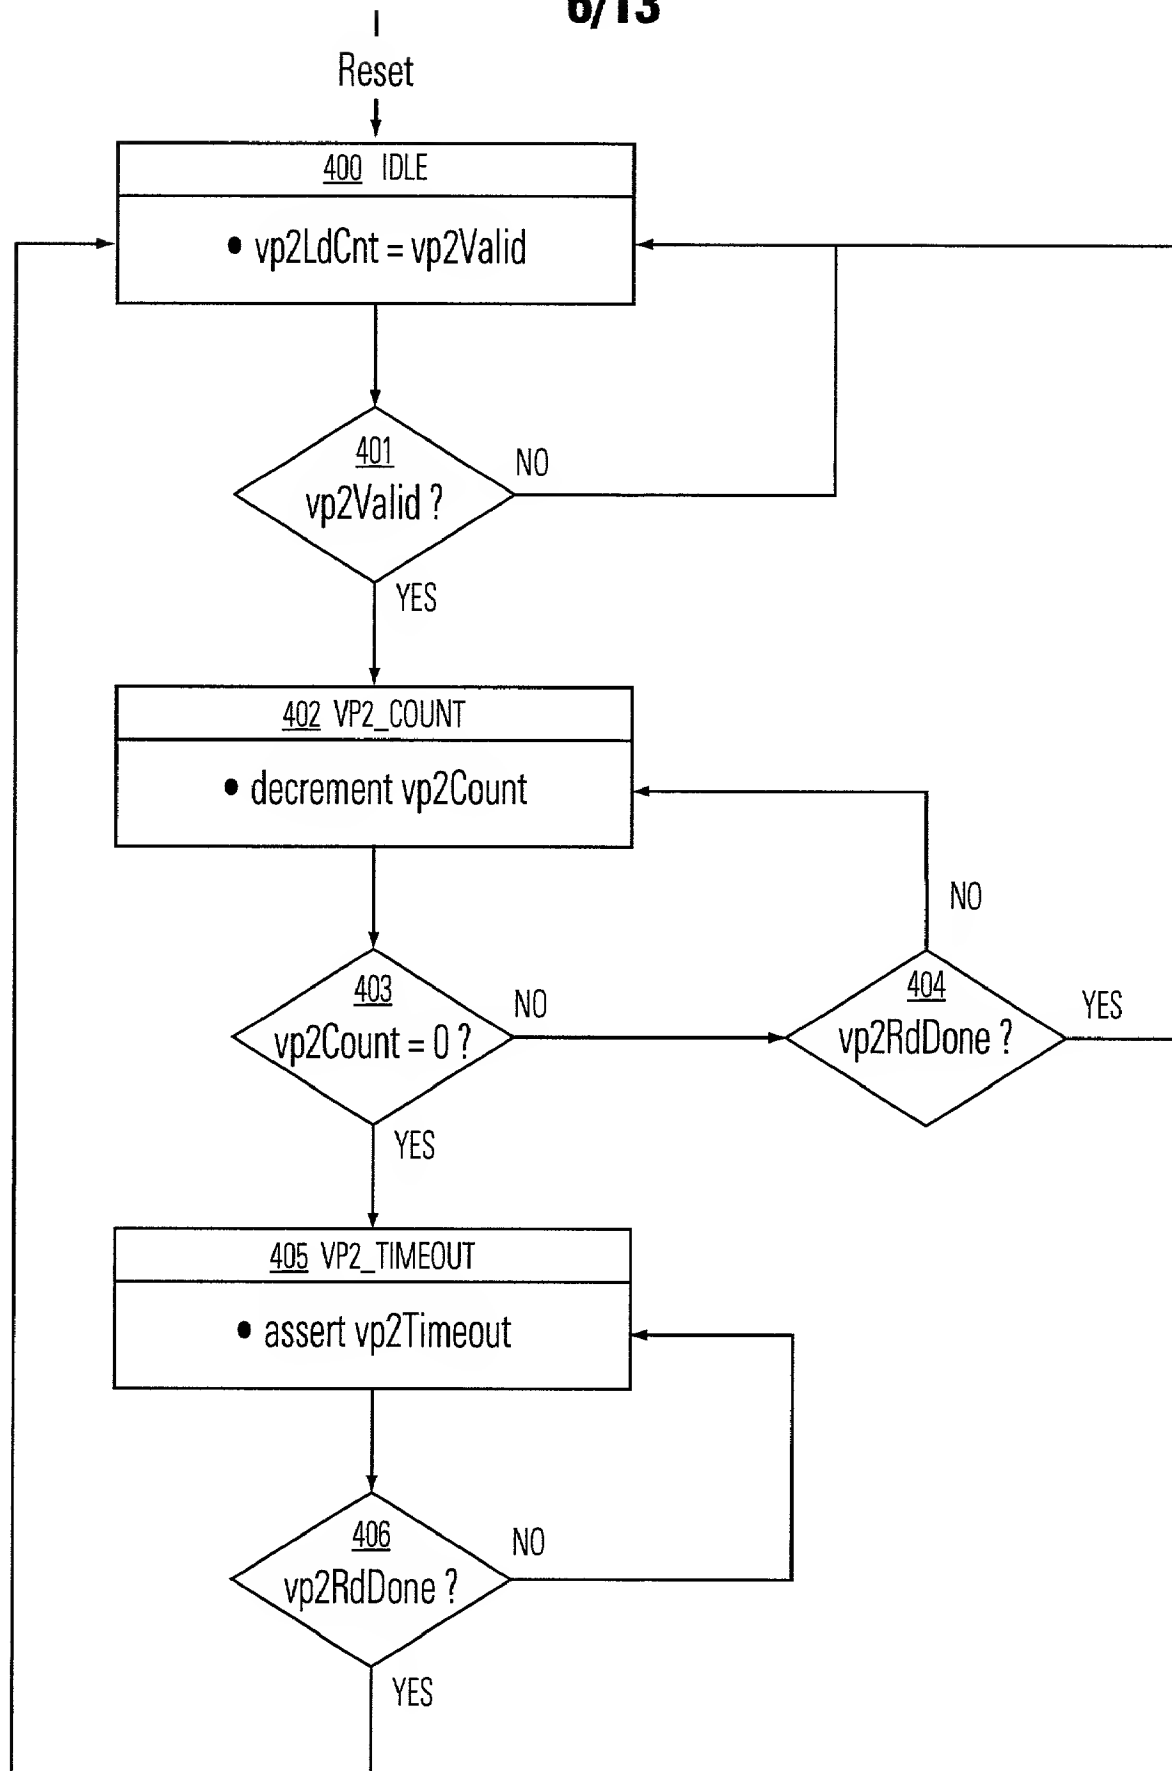 6/13
Reset
400 IDLE
• vp2LdCnt = vp2Valid
401
vp2Valid ?
NO
YES
402 VP2_COUNT
• decrement vp2Count
NO
403
vp2Count = 0 ?
NO
404
vp2RdDone ?
YES
YES
405 VP2_TIMEOUT
• assert vp2Timeout
406
vp2RdDone ?
NO
YES